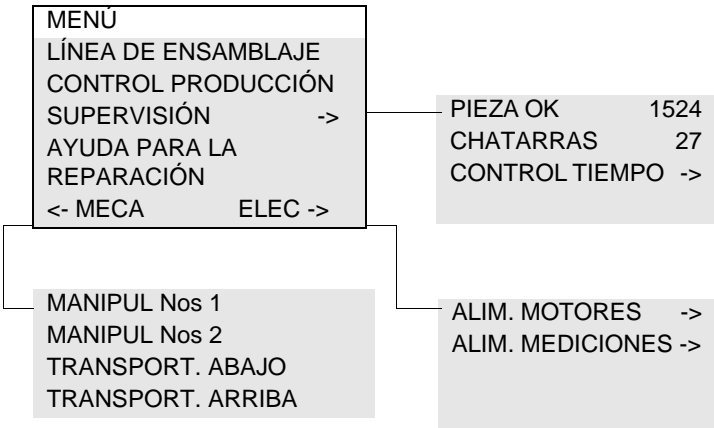 MENÚ
LÍNEA DE ENSAMBLAJE
CONTROL PRODUCCIÓN
SUPERVISIÓN ->
AYUDA PARA LA
REPARACIÓN
<- MECA ELEC ->
PIEZA OK 1524
CHATARRAS 27
CONTROL TIEMPO ->
MANIPUL Nos 1
MANIPUL Nos 2
TRANSPORT. ABAJO
TRANSPORT. ARRIBA
ALIM. MOTORES ->
ALIM. MEDICIONES ->